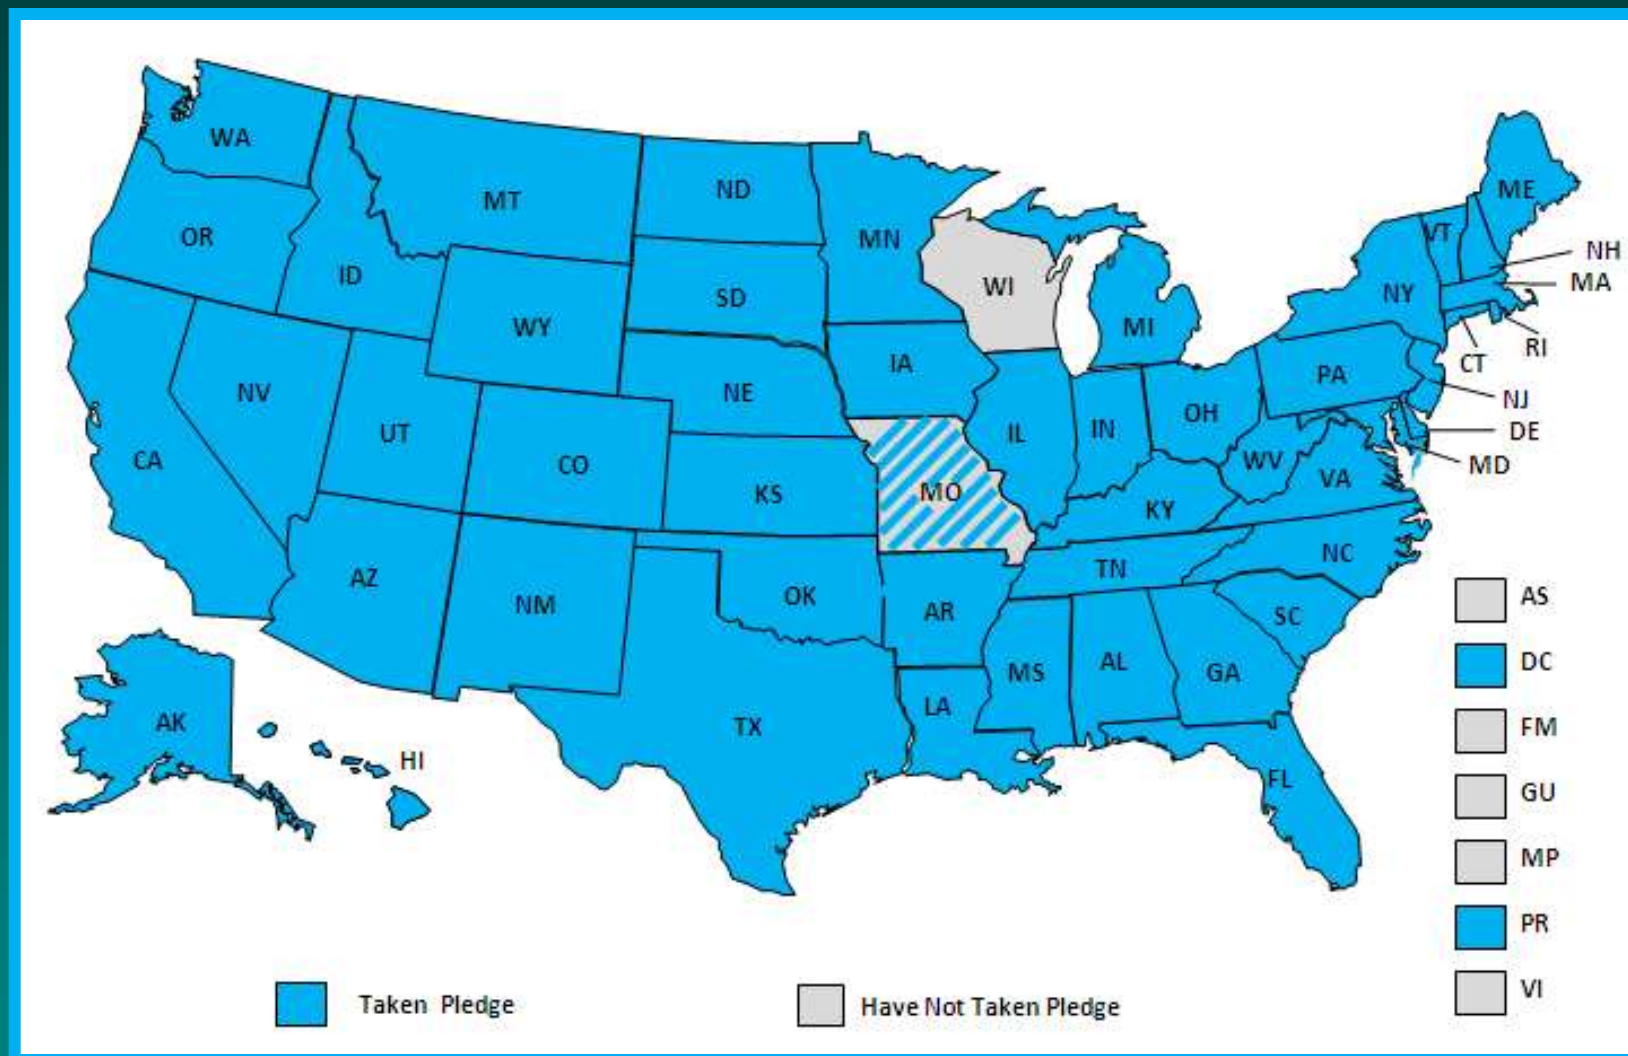 WA
MT
ND
ME
OR
MN
VT
NH
ID
MA
SD
WI
NY
WY
MI
RI
IA
CT
PA
NV
NE
NJ
UT
OH
IL
IN
DE
CA
CO
WV
MD
KS
MO
VA
KY
NC
AZ
TN
NM
OK
AR
SC
AS
AL
MS
GA
DC
LA
AK
TX
FM
HI
FL
GU
MP
PR
VI
Taken Pledge
Have Not Taken Pledge